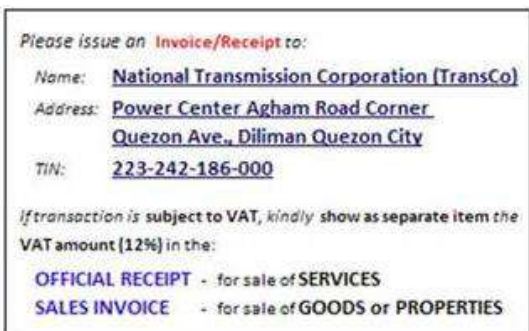 Please issue an Invoice/Receipt to:
Name: National Transmission Corporation (TransCo)
Address: Power Center Agham Road Corner
Quezon Ave., Diliman Quezon City
TIN: 223-242-186-000
If transaction is subject to VAT, kindly show as separate item the
VAT amount (12%) in the:
OFFICIAL RECEIPT - for sale of SERVICES
SALES INVOICE - for sale of GOODS or PROPERTIES